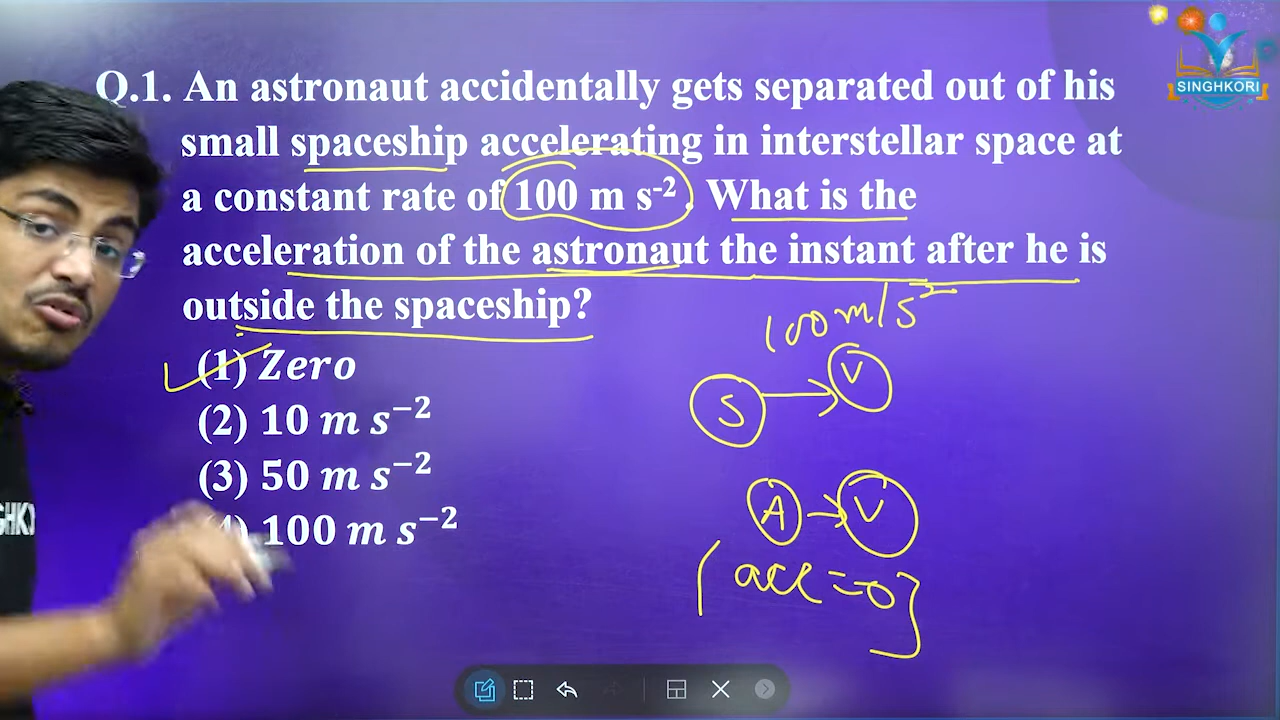 SINGHKORI
Q.1. An astronaut accidentally gets separated out of his
small spaceship accelerating in interstellar space at
a constant rate of 100 m s⁻². What is the
acceleration of the astronaut the instant after he is
outside the spaceship?
(1) Zero
(2) 10 m s⁻²
(3) 50 m s⁻²
(4) 100 m s⁻²
100 m/s²
S → V
A → V
acc = 0